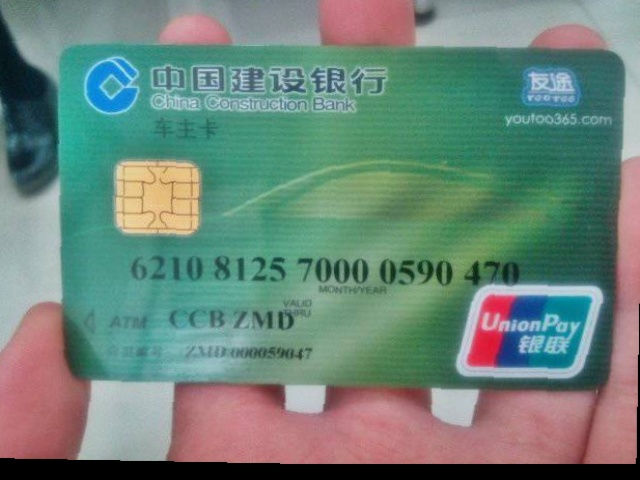 中国建设银行
China Construction Bank
车主卡
友途
YOUTOO
youtoo365.com
6210 8125 7000 0590 470
MONTH/YEAR
VALID
THRU
ATM CCB ZMD
UnionPay
银联
ZMD 000059047